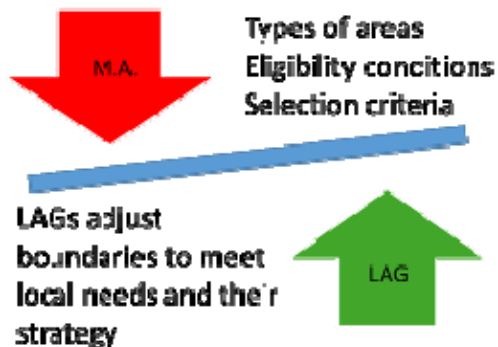 M.A.
Types of areas
Eligibility conditions
Selection criteria
LAGs adjust
boundaries to meet
local needs and their
strategy
LAG